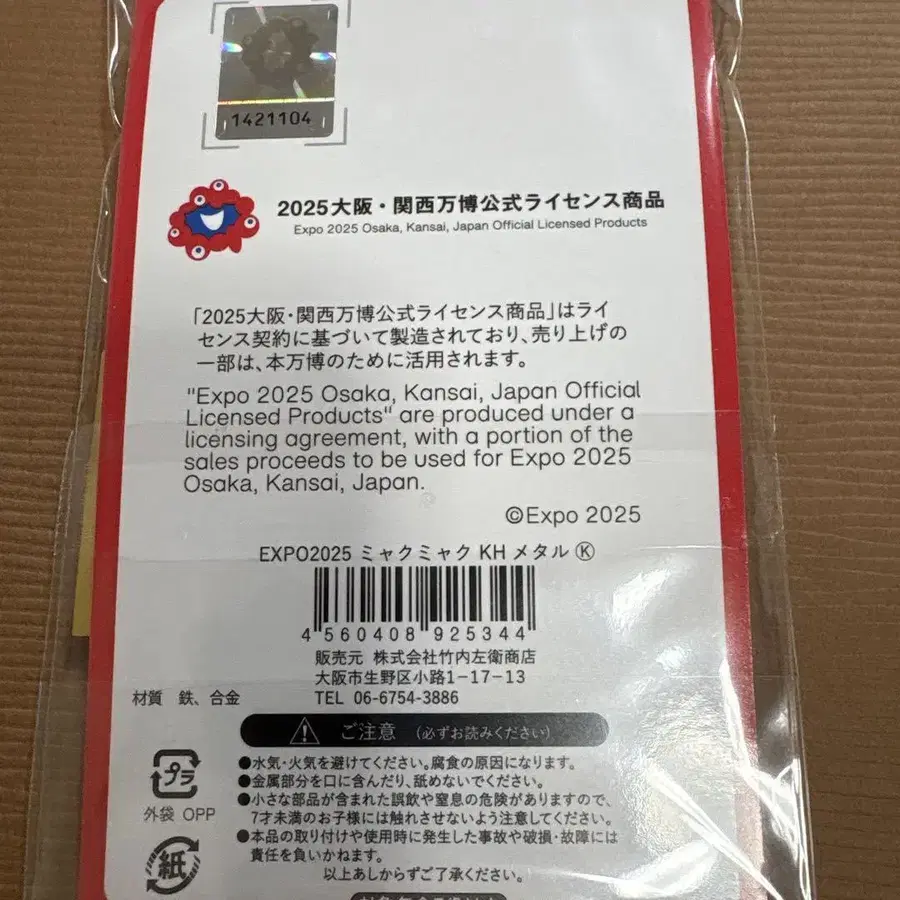 1421104
2025大阪・関西万博公式ライセンス商品
Expo 2025 Osaka, Kansai, Japan Official Licensed Products
「2025大阪・関西万博公式ライセンス商品」はライ
センス契約に基づいて製造されており、売り上げの
一部は、本万博のために活用されます。
"Expo 2025 Osaka, Kansai, Japan Official
Licensed Products" are produced under a
licensing agreement, with a portion of the
sales proceeds to be used for Expo 2025
Osaka, Kansai, Japan.
©Expo 2025
EXPO2025 ミャクミャク KH メタル Ⓚ
4 560408 925344
販売元 株式会社竹内左衛商店
大阪市生野区小路1-17-13
TEL 06-6754-3886
材質 鉄、合金
ご注意 (必ずお読みください)
●水気・火気を避けてください。腐食の原因になります。
●金属部分を口に含んだり、舐めないでください。
●小さな部品が含まれた誤飲や窒息の危険がありますので、
7才未満のお子様には触れさせないよう注意してください。
●本品の取り付けや使用時に発生した事故や破損・故障には
責任を負いかねます。
以上あしからずご了承ください。
プラ
外袋 OPP
紙